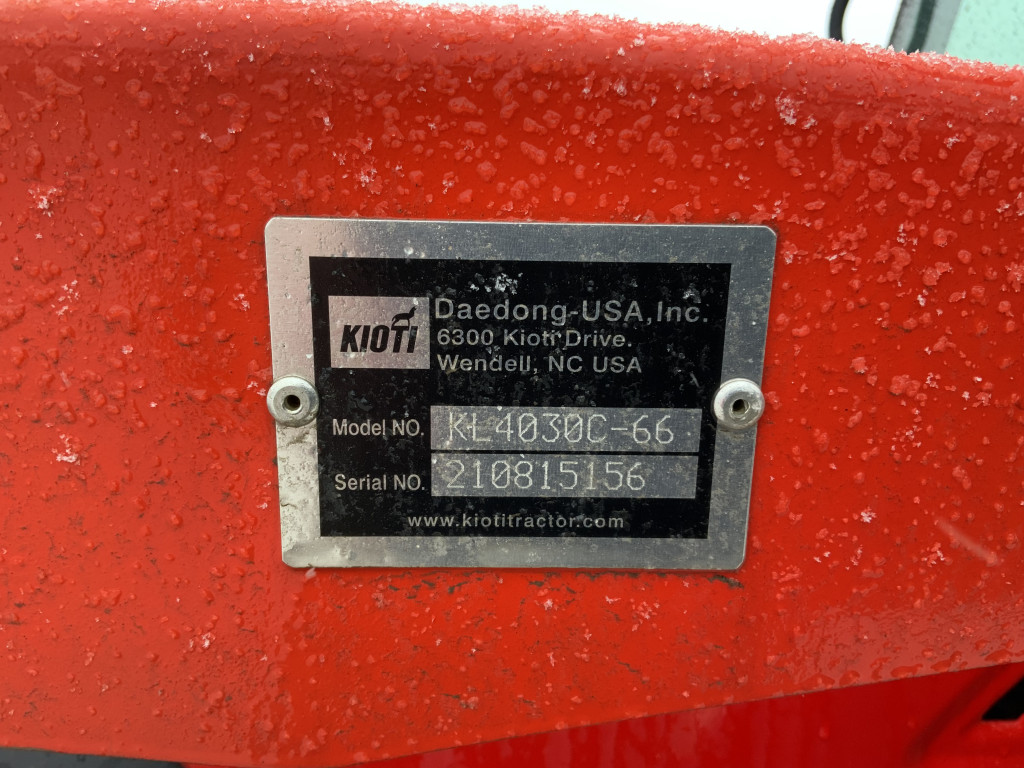 KIOTI
Daedong-USA,Inc.
6300 Kioti Drive.
Wendell, NC USA
Model NO. KL4030C-66
Serial NO. 210815156
www.kiotitractor.com